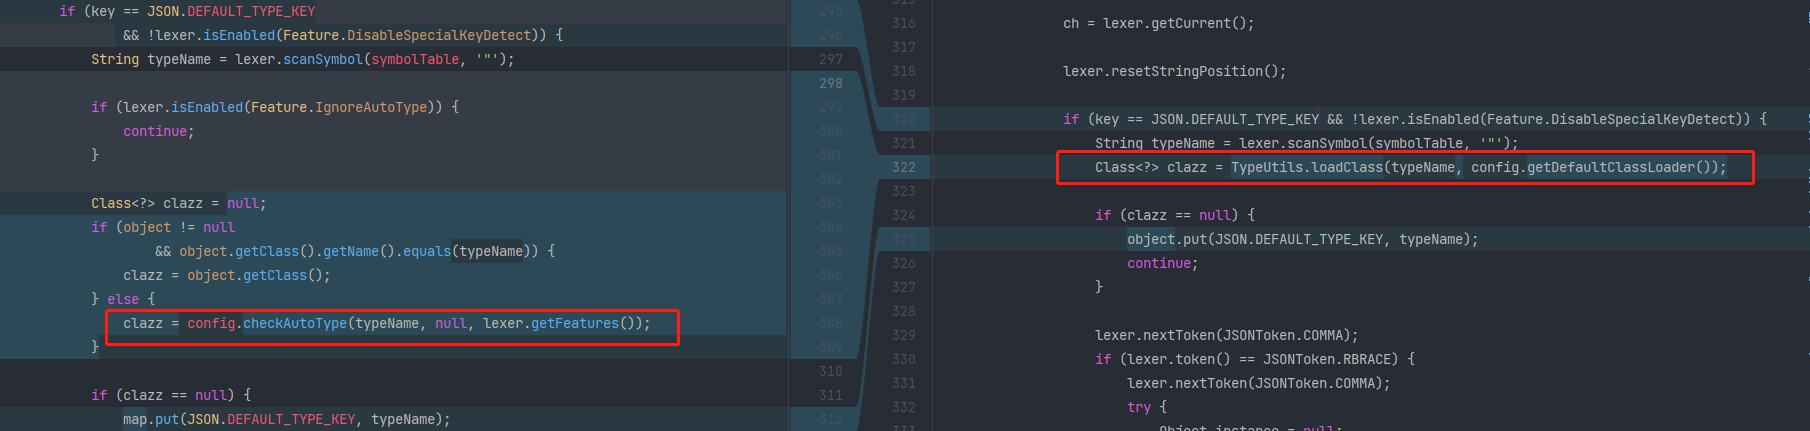 if (key == JSON.DEFAULT_TYPE_KEY
&& !lexer.isEnabled(Feature.DisableSpecialKeyDetect)) {
String typeName = lexer.scanSymbol(symbolTable, '"');
if (lexer.isEnabled(Feature.IgnoreAutoType)) {
continue;
}
Class<?> clazz = null;
if (object != null
&& object.getClass().getName().equals(typeName)) {
clazz = object.getClass();
} else {
clazz = config.checkAutoType(typeName, null, lexer.getFeatures());
}
if (clazz == null) {
map.put(JSON.DEFAULT_TYPE_KEY, typeName);
295
296
297
298
299
300
301
302
303
304
305
306
307
308
309
310
311
312
316 ch = lexer.getCurrent();
317
318 lexer.resetStringPosition();
319
320 if (key == JSON.DEFAULT_TYPE_KEY && !lexer.isEnabled(Feature.DisableSpecialKeyDetect)) {
321 String typeName = lexer.scanSymbol(symbolTable, '"');
322 Class<?> clazz = TypeUtils.loadClass(typeName, config.getDefaultClassLoader());
323
324 if (clazz == null) {
325 object.put(JSON.DEFAULT_TYPE_KEY, typeName);
326 continue;
327 }
328
329 lexer.nextToken(JSONToken.COMMA);
330 if (lexer.token() == JSONToken.RBRACE) {
331 lexer.nextToken(JSONToken.COMMA);
332 try {
Object instance = null;